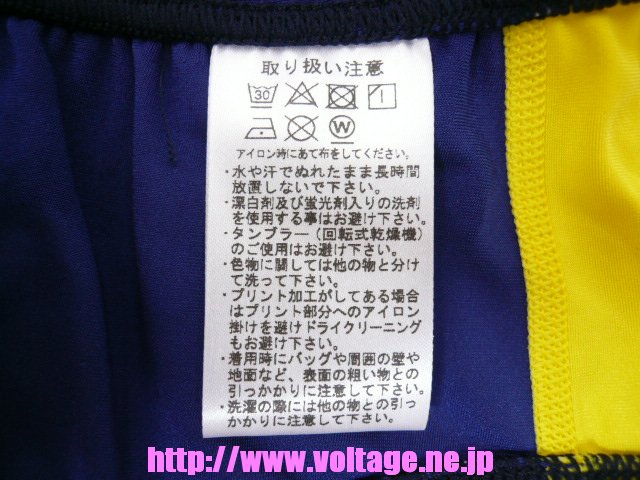 取り扱い注意
30
W
アイロン時にあて布をしてください。
・水や汗でぬれたまま長時間
放置しないで下さい。
・漂白剤及び蛍光剤入りの洗剤
を使用する事はお避け下さい。
・タンブラー(回転式乾燥機)
のご使用はお避け下さい。
・色物に関しては他の物と分け
て洗って下さい。
・プリント加工がしてある場合
はプリント部分へのアイロン
掛けを避けドライクリーニング
もお避け下さい。
・着用時にバッグや周囲の壁や
地面など、表面の粗い物との
引っかかりに注意して下さい。
・洗濯の際には他の物との引っ
かかりに注意して下さい。
http://www.voltage.ne.jp